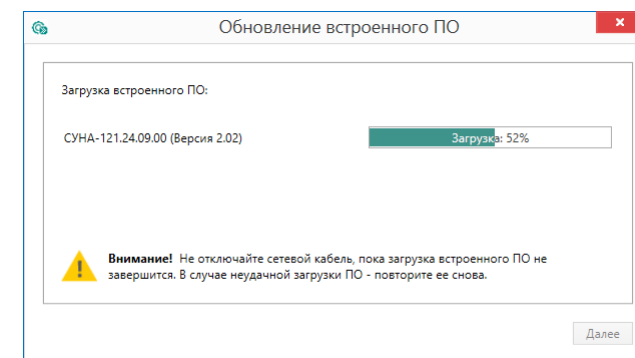 Обновление встроенного ПО
Загрузка встроенного ПО:
СУНА-121.24.09.00 (Версия 2.02)
Загрузка: 52%
Внимание! Не отключайте сетевой кабель, пока загрузка встроенного ПО не
завершится. В случае неудачной загрузки ПО - повторите ее снова.
Далее